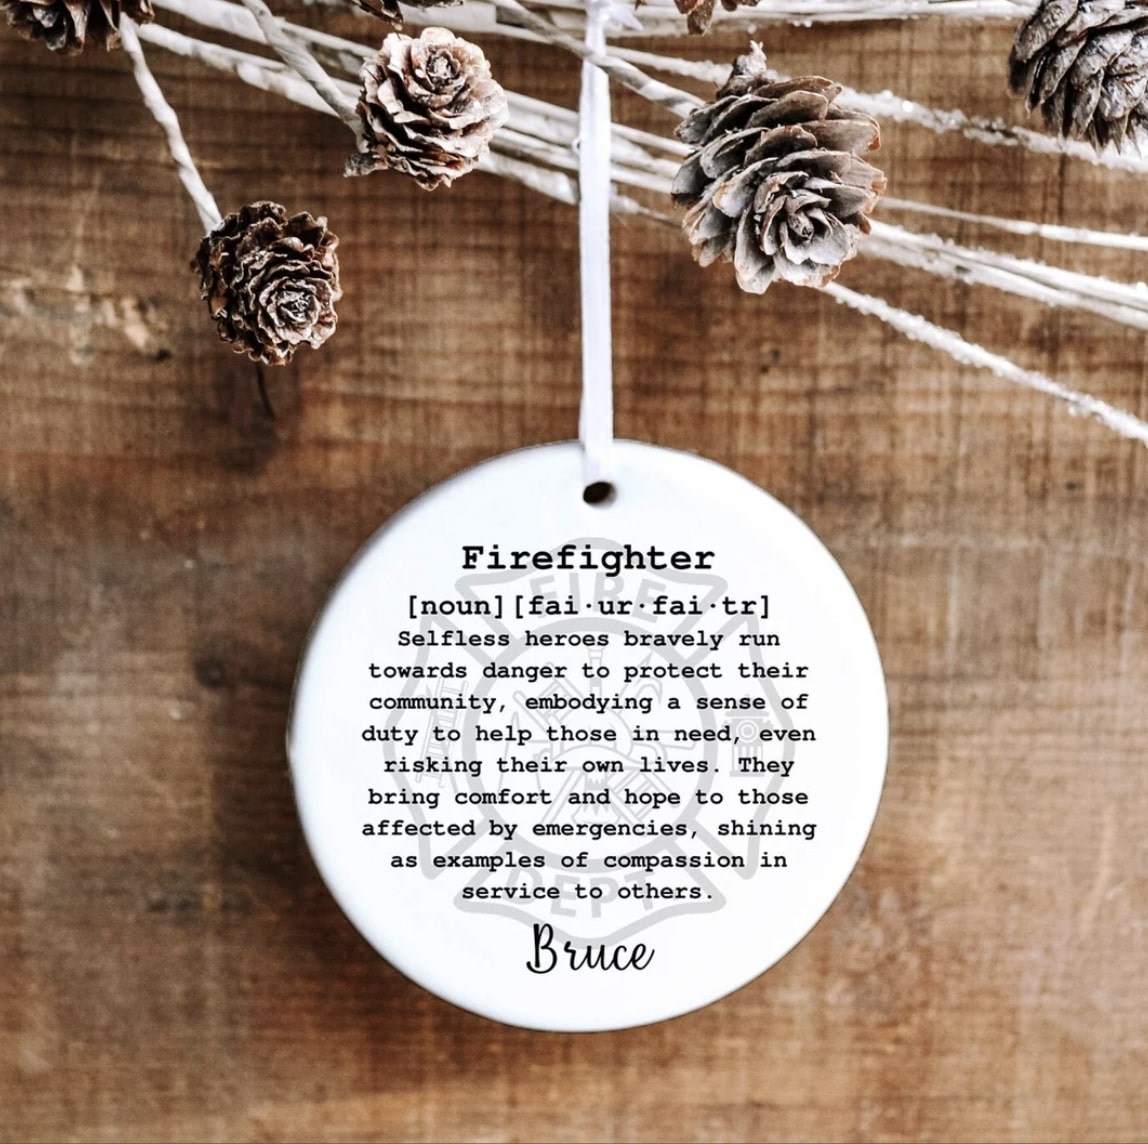 Firefighter
[noun][fai·ur·fai·tr]
Selfless heroes bravely run
towards danger to protect their
community, embodying a sense of
duty to help those in need, even
risking their own lives. They
bring comfort and hope to those
affected by emergencies, shining
as examples of compassion in
service to others.
Bruce
FIRE
DEPT